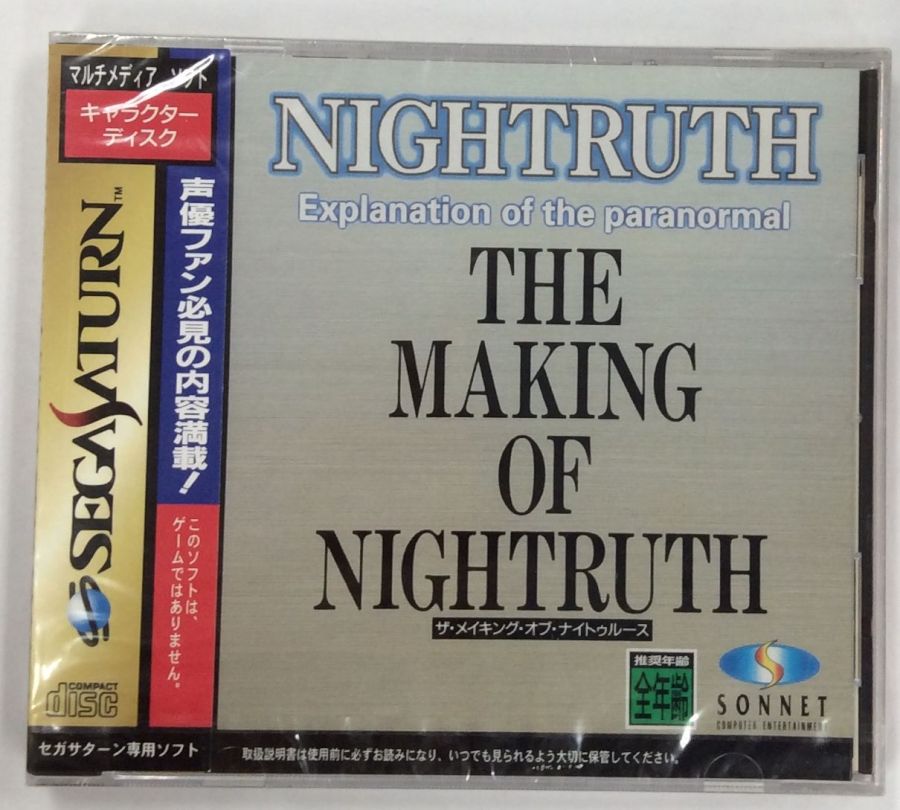 マルチメディア ソフト
キャラクター
ディスク
声優ファン必見の内容満載！
このソフトは、
ゲームではありません。
SEGA SATURN™
COMPACT
disc
セガサターン専用ソフト
NIGHTRUTH
Explanation of the paranormal
THE
MAKING
OF
NIGHTRUTH
ザ・メイキング・オブ・ナイトゥルース
推奨年齢
全年齢
SONNET
COMPUTER ENTERTAINMENT
取扱説明書は使用前に必ずお読みになり、いつでも見られるよう大切に保管してください。